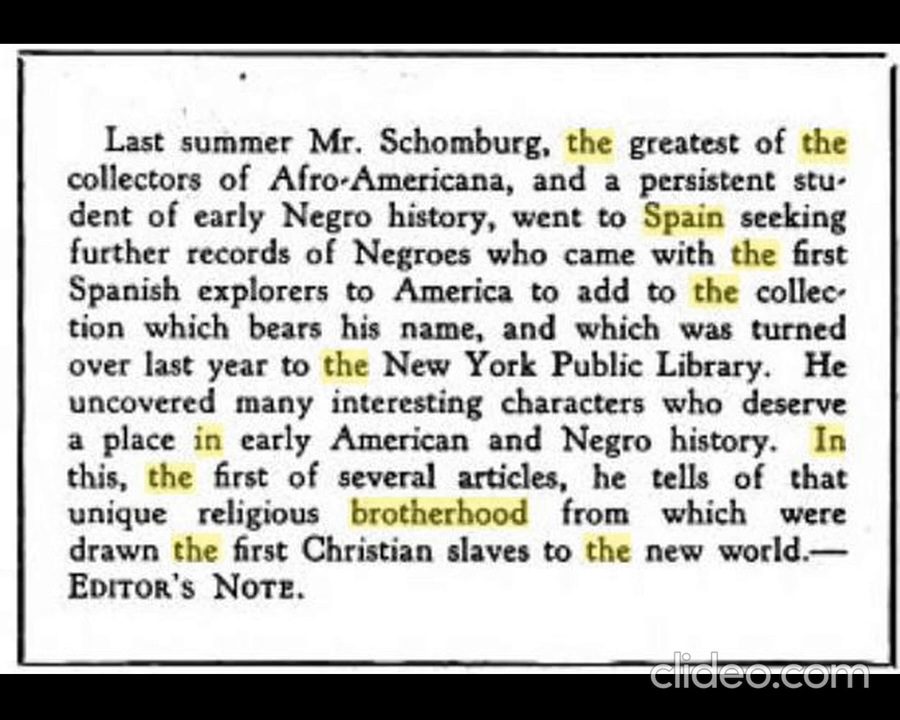 Last summer Mr. Schomburg, the greatest of the
collectors of Afro-Americana, and a persistent stu-
dent of early Negro history, went to Spain seeking
further records of Negroes who came with the first
Spanish explorers to America to add to the collec-
tion which bears his name, and which was turned
over last year to the New York Public Library. He
uncovered many interesting characters who deserve
a place in early American and Negro history. In
this, the first of several articles, he tells of that
unique religious brotherhood from which were
drawn the first Christian slaves to the new world.—
EDITOR'S NOTE.
clideo.com